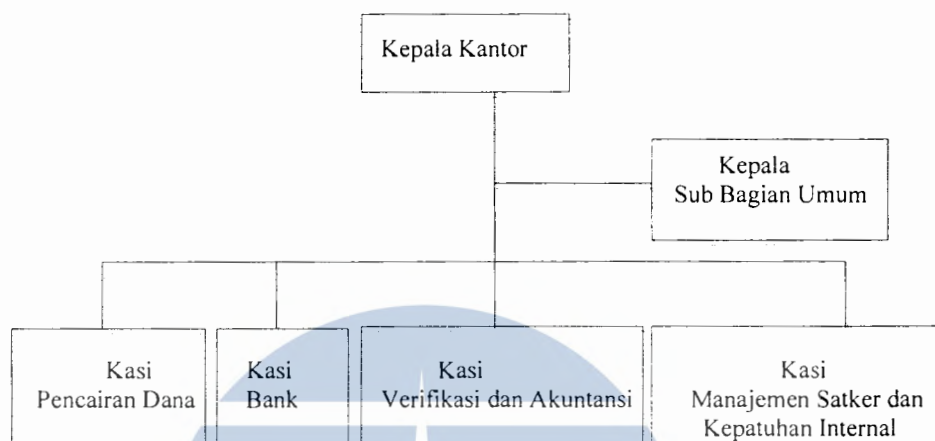 Kepala Kantor
Kepala
Sub Bagian Umum
Kasi
Pencairan Dana
Kasi
Bank
Kasi
Verifikasi dan Akuntansi
Kasi
Manajemen Satker dan
Kepatuhan Internal